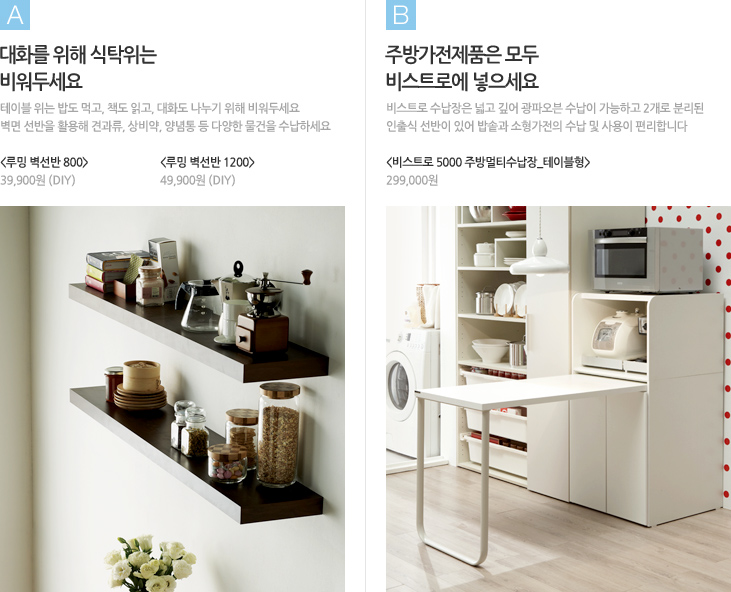 A
대화를 위해 식탁위는
비워두세요
테이블 위는 밥도 먹고, 책도 읽고, 대화도 나누기 위해 비워두세요
벽면 선반을 활용해 견과류, 상비약, 양념통 등 다양한 물건을 수납하세요
<루밍 벽선반 800>
39,900원 (DIY)
<루밍 벽선반 1200>
49,900원 (DIY)
B
주방가전제품은 모두
비스트로에 넣으세요
비스트로 수납장은 넓고 깊어 광파오븐 수납이 가능하고 2개로 분리된
인출식 선반이 있어 밥솥과 소형가전의 수납 및 사용이 편리합니다
<비스트로 5000 주방멀티수납장_테이블형>
299,000원